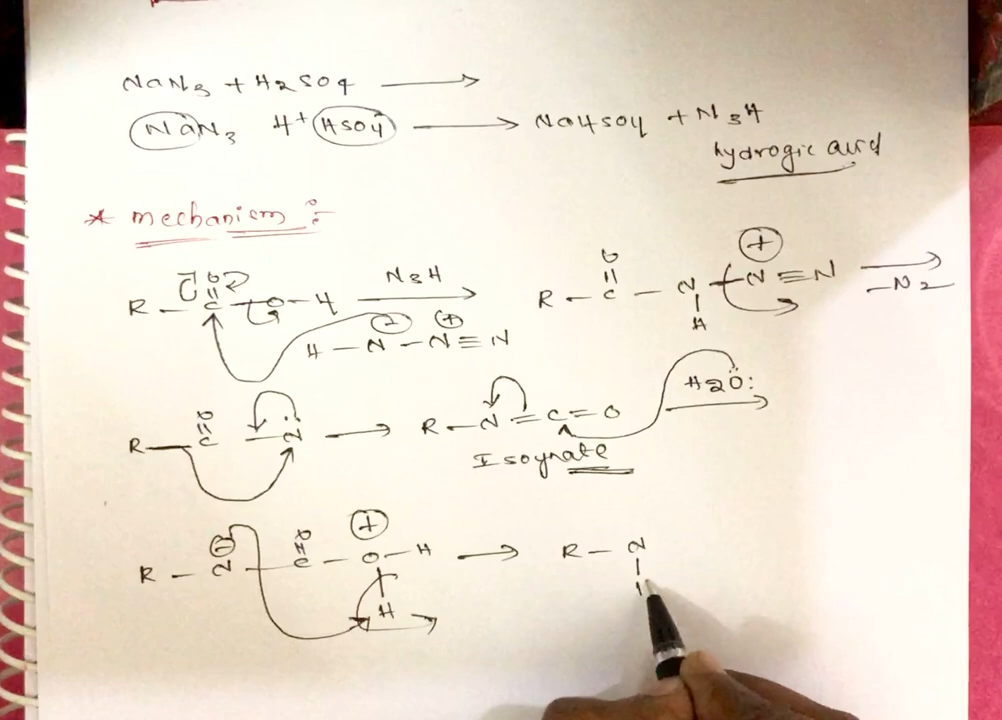 NaN3 + H2SO4 →
NaN3 H+ HSO4 → NaHSO4 + N3H
hydrogic acid
* mechanism :-
R - C - O - H N3H → R - C - N - N ≡ N -N2 →
O O + H
H - N - N ≡ N
- +
R - C - N: → R - N = C = O H2O: →
O
Isoynate
R - N - C - O - H → R - N
- O + H